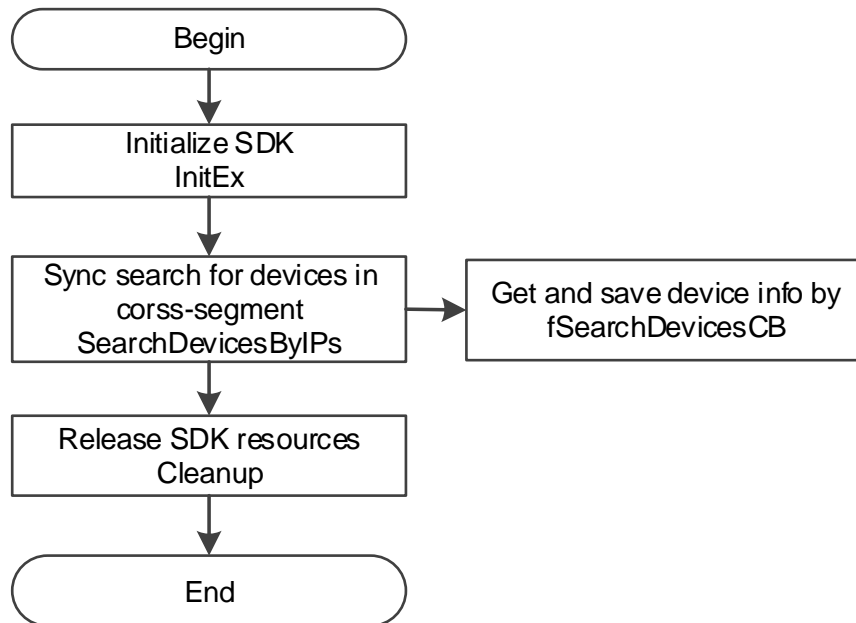 Begin
Initialize SDK
InitEx
Sync search for devices in
corss-segment
SearchDevicesByIPs
Get and save device info by
fSearchDevicesCB
Release SDK resources
Cleanup
End